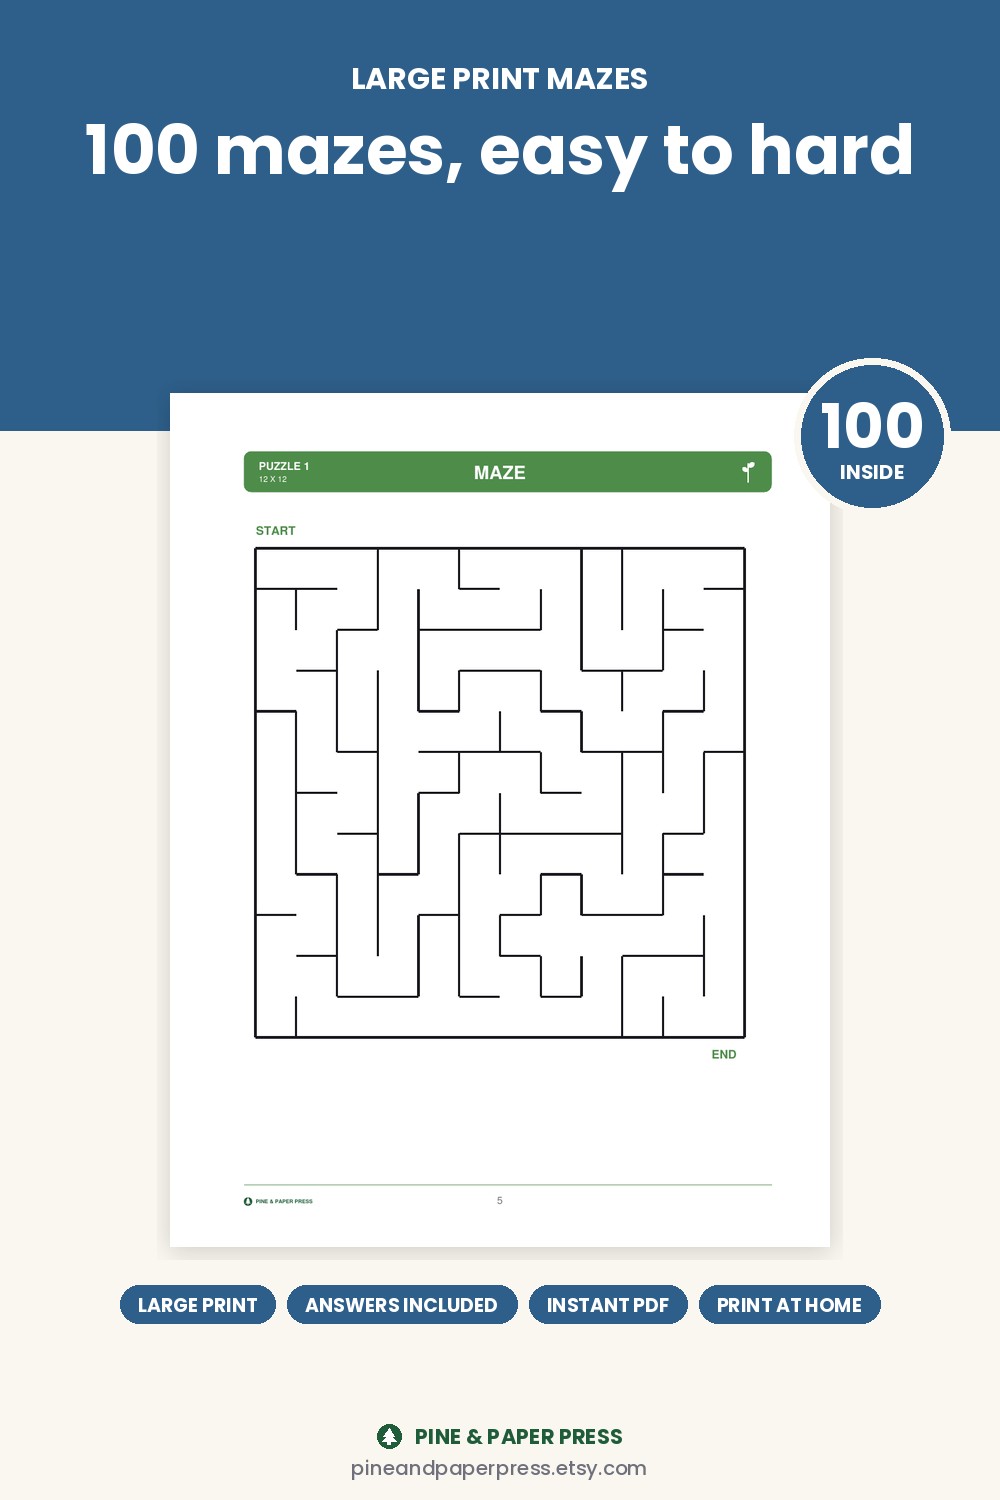 LARGE PRINT MAZES
100 mazes, easy to hard
100
INSIDE
PUZZLE 1
12 X 12
MAZE
START
END
PINE & PAPER PRESS
5
LARGE PRINT
ANSWERS INCLUDED
INSTANT PDF
PRINT AT HOME
PINE & PAPER PRESS
pineandpaperpress.etsy.com